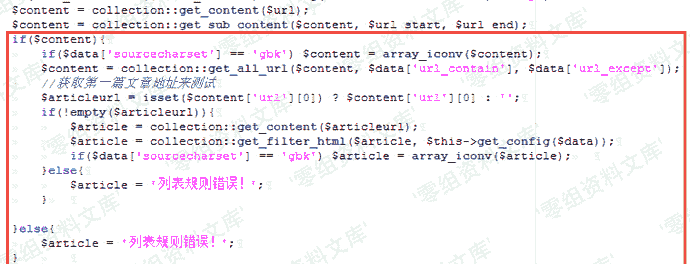 $content = collection::get_content($url);
$content = collection::get_sub_content($content, $url_start, $url_end);
if($content){
if($data['sourcecharset'] == 'gbk') $content = array_iconv($content);
$content = collection::get_all_url($content, $data['url_contain'], $data['url_except']);
//获取第一篇文章地址来测试
$articleurl = isset($content['url'][0]) ? $content['url'][0] : '';
if(!empty($articleurl)){
$article = collection::get_content($articleurl);
$article = collection::get_filter_html($article, $this->get_config($data));
if($data['sourcecharset'] == 'gbk') $article = array_iconv($article);
}else{
$article = '列表规则错误!';
}
}else{
$article = '列表规则错误!';
}
'零组资料文库'